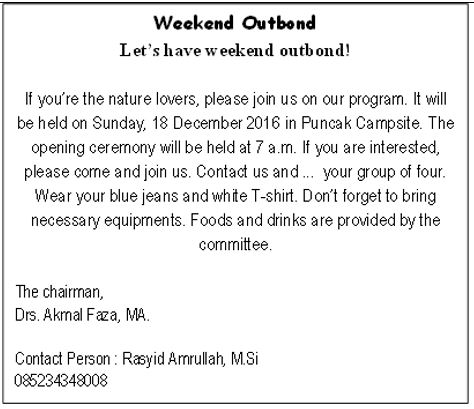 Weekend Outbond
Let's have weekend outbond!
If you're the nature lovers, please join us on our program. It will
be held on Sunday, 18 December 2016 in Puncak Campsite. The
opening ceremony will be held at 7 a.m. If you are interested,
please come and join us. Contact us and ... your group of four.
Wear your blue jeans and white T-shirt. Don't forget to bring
necessary equipments. Foods and drinks are provided by the
committee.
The chairman,
Drs. Akmal Faza, MA.
Contact Person : Rasyid Amrullah, M.Si
085234348008